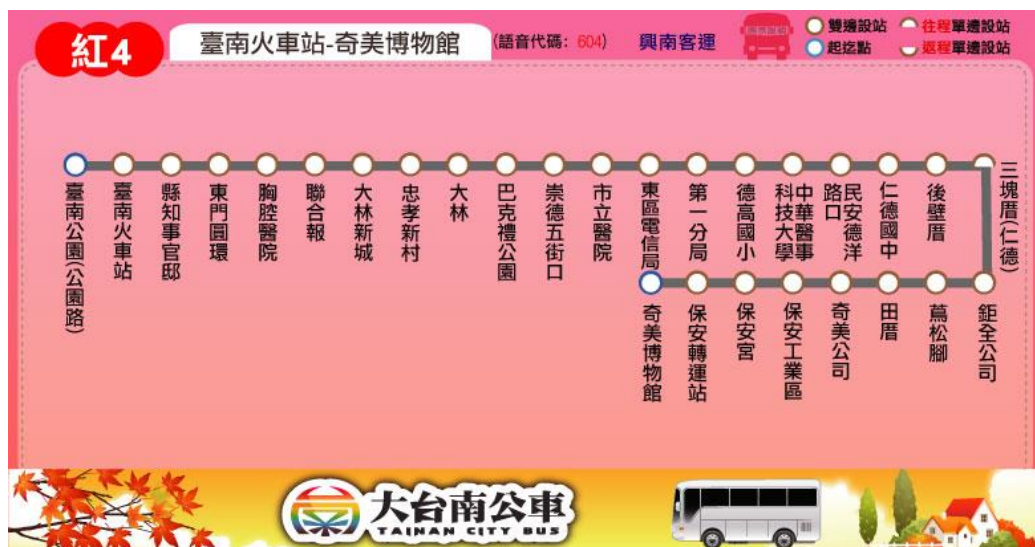 紅4
臺南火車站-奇美博物館
(語音代碼: 604)
興南客運
雙邊設站
往程單邊設站
起迄點
返程單邊設站
臺南公園(公園路)
臺南火車站
縣知事官邸
東門圓環
胸腔醫院
聯合報
大林新城
忠孝新村
大林
巴克禮公園
崇德五街口
市立醫院
東區電信局
第一分局
德高國小
中華醫事
科技大學
民安德洋
路口
仁德國中
後壁厝
三塊厝(仁德)
奇美博物館
保安轉運站
保安宮
保安工業區
奇美公司
田厝
蔦松腳
鉅全公司
大台南公車
TAINAN CITY BUS